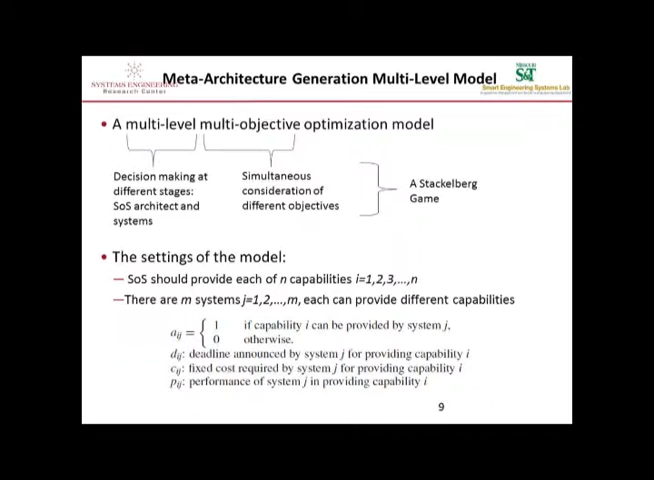 SYSTEMS ENGINEERING
Research Center
Meta-Architecture Generation Multi-Level Model
MISSOURI
S&T
Smart Engineering Systems Lab
• A multi-level multi-objective optimization model
Decision making at
different stages:
SoS architect and
systems
Simultaneous
consideration of
different objectives
A Stackelberg
Game
• The settings of the model:
— SoS should provide each of n capabilities i=1,2,3,...,n
—There are m systems j=1,2,...,m, each can provide different capabilities
aij = { 1 if capability i can be provided by system j,
0 otherwise.
dij: deadline announced by system j for providing capability i
cij: fixed cost required by system j for providing capability i
pij: performance of system j in providing capability i
9